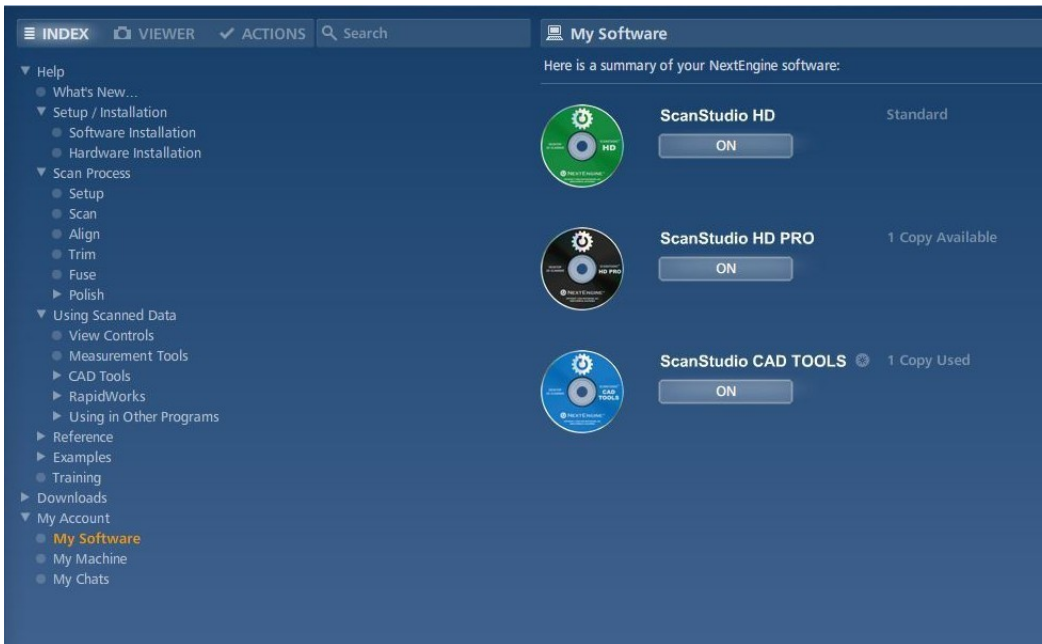 INDEX VIEWER ACTIONS Search
Help
What's New...
Setup / Installation
Software Installation
Hardware Installation
Scan Process
Setup
Scan
Align
Trim
Fuse
Polish
Using Scanned Data
View Controls
Measurement Tools
CAD Tools
RapidWorks
Using in Other Programs
Reference
Examples
Training
Downloads
My Account
My Software
My Machine
My Chats
My Software
Here is a summary of your NextEngine software:
HD
NEXTENGINE
ScanStudio HD Standard
ON
HD PRO
NEXTENGINE
ScanStudio HD PRO 1 Copy Available
ON
CAD
TOOLS
NEXTENGINE
ScanStudio CAD TOOLS 1 Copy Used
ON